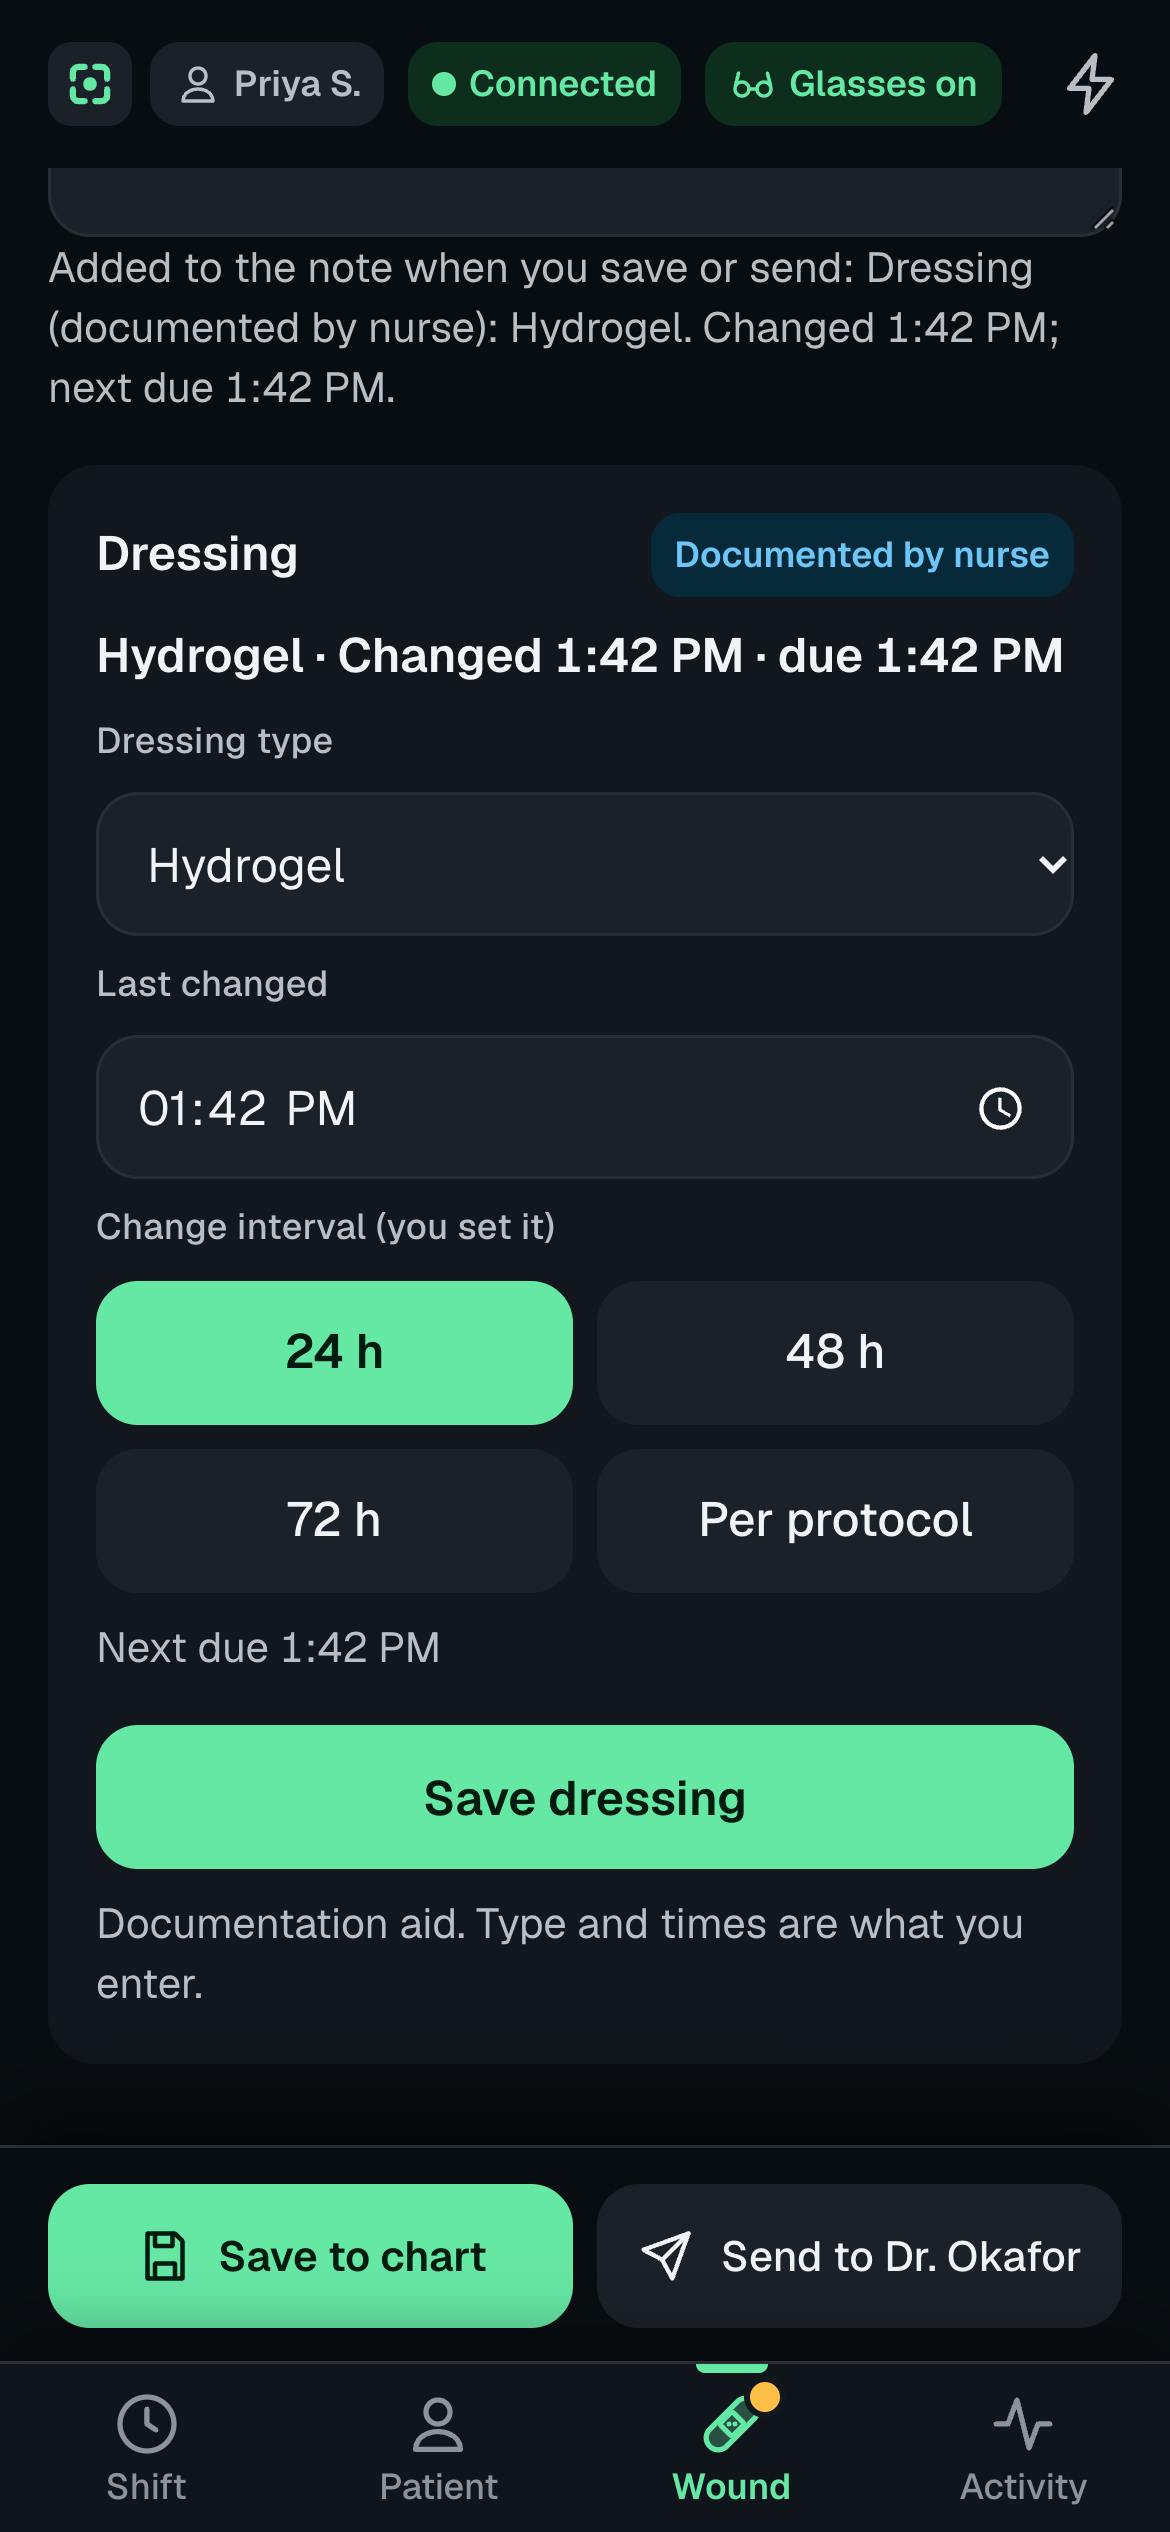 Priya S.
Connected
Glasses on
Added to the note when you save or send: Dressing
(documented by nurse): Hydrogel. Changed 1:42 PM;
next due 1:42 PM.
Dressing
Documented by nurse
Hydrogel · Changed 1:42 PM · due 1:42 PM
Dressing type
Hydrogel
Last changed
01:42 PM
Change interval (you set it)
24 h
48 h
72 h
Per protocol
Next due 1:42 PM
Save dressing
Documentation aid. Type and times are what you
enter.
Save to chart
Send to Dr. Okafor
Shift
Patient
Wound
Activity